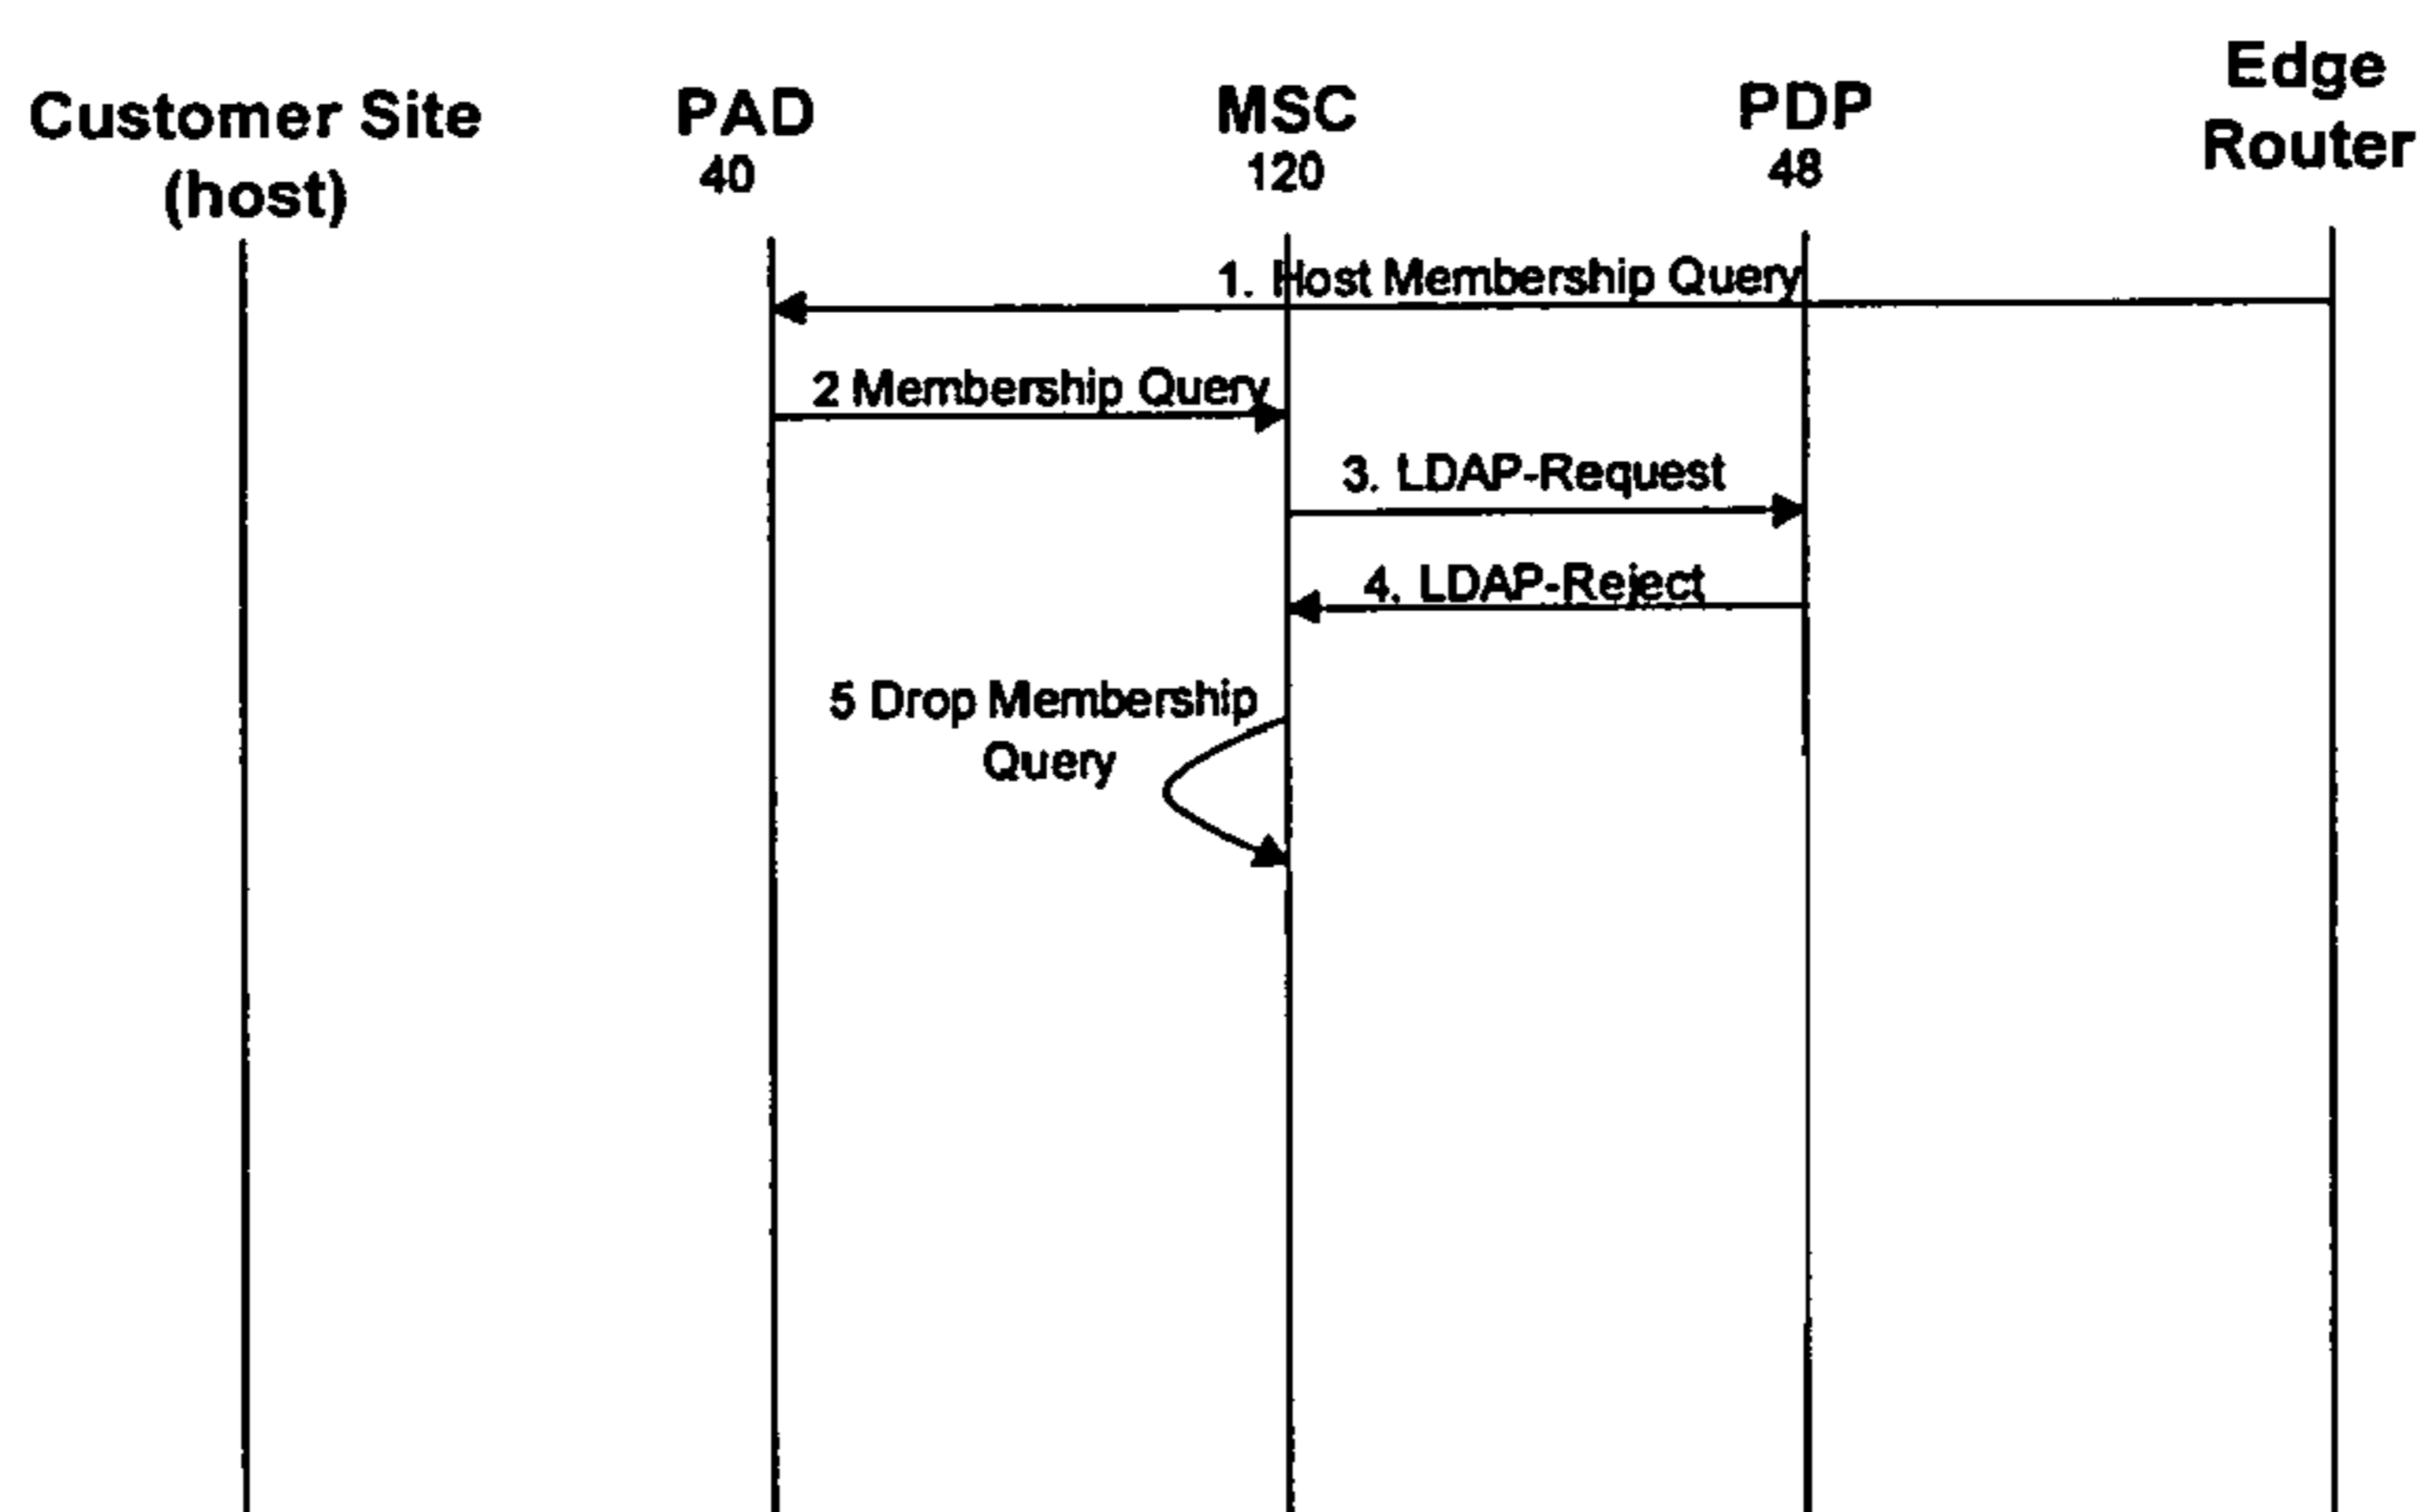 Customer Site
(host)
PAD
40
MSC
120
PDP
48
Edge
Router
1. Host Membership Query
2 Membership Query
3. LDAP-Request
4. LDAP-Reject
5 Drop Membership
Query